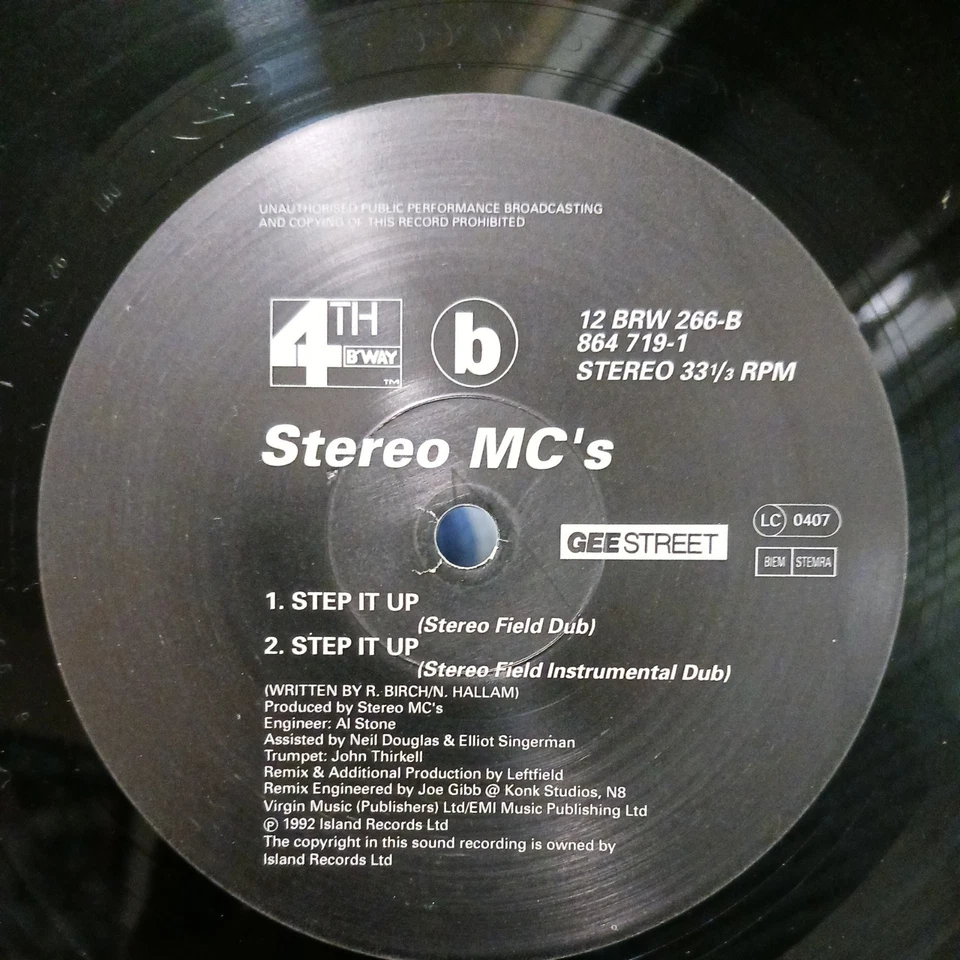 UNAUTHORISED PUBLIC PERFORMANCE BROADCASTING
AND COPYING OF THIS RECORD PROHIBITED
4TH
B'WAY
TM
b
12 BRW 266-B
864 719-1
STEREO 33 1/3 RPM
Stereo MC's
GEE STREET
LC 0407
BIEM STEMRA
1. STEP IT UP
(Stereo Field Dub)
2. STEP IT UP
(Stereo Field Instrumental Dub)
(WRITTEN BY R. BIRCH/N. HALLAM)
Produced by Stereo MC's
Engineer: Al Stone
Assisted by Neil Douglas & Elliot Singerman
Trumpet: John Thirkell
Remix & Additional Production by Leftfield
Remix Engineered by Joe Gibb @ Konk Studios, N8
Virgin Music (Publishers) Ltd/EMI Music Publishing Ltd
℗ 1992 Island Records Ltd
The copyright in this sound recording is owned by
Island Records Ltd